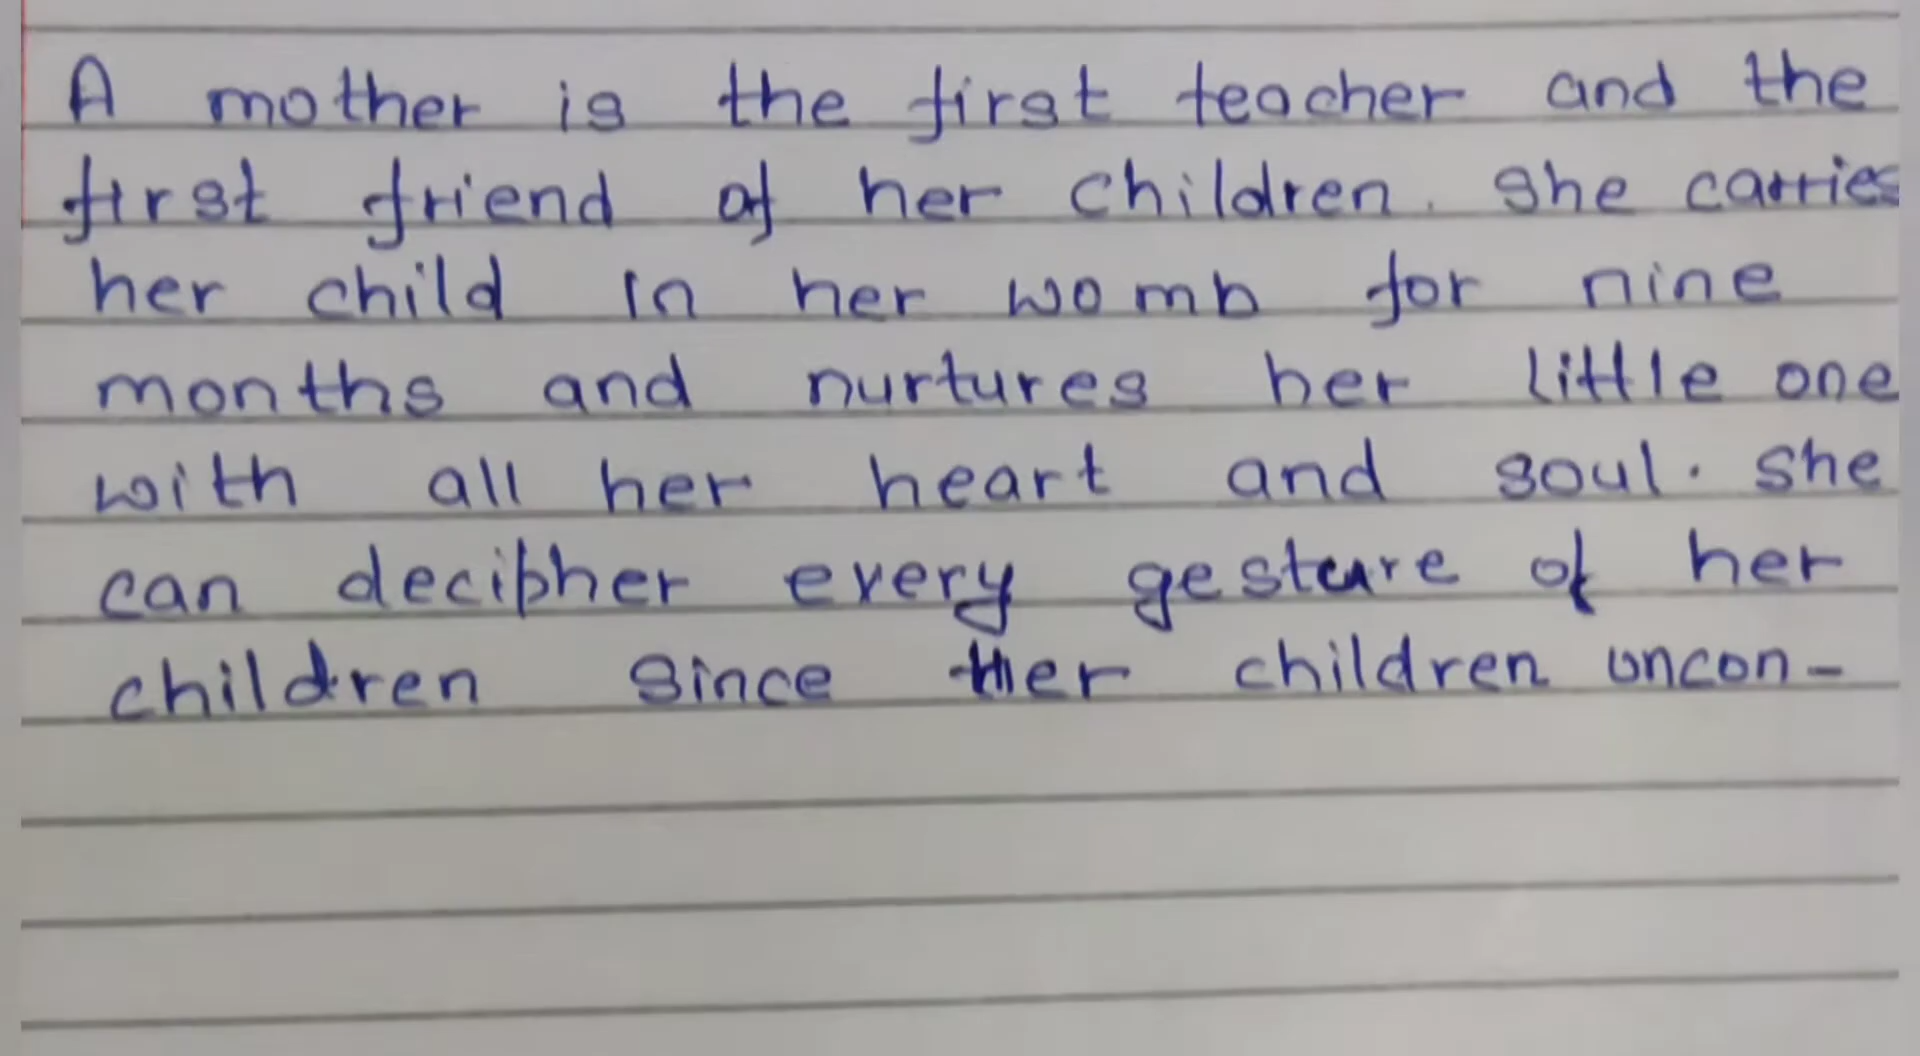 A mother is the first teacher and the
first friend of her children. She carries
her child in her womb for nine
months and nurtures her little one
with all her heart and soul. She
can decipher every gesture of her
children since her children uncon-